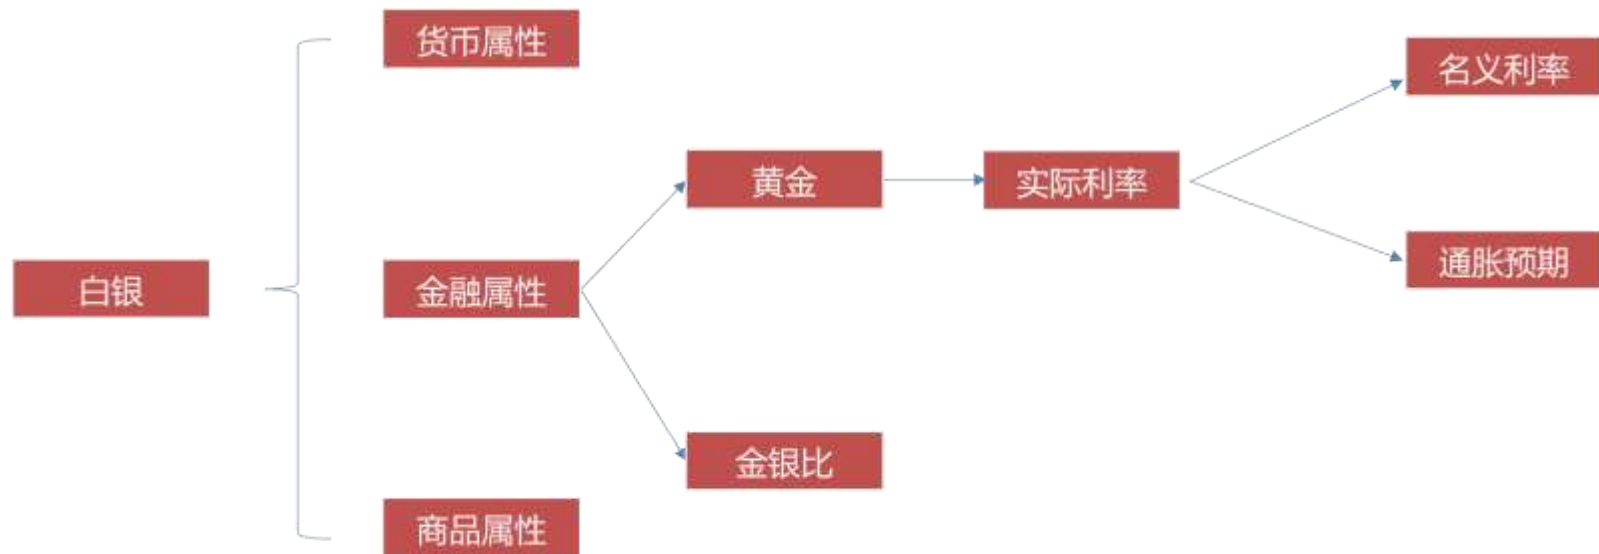 货币属性
名义利率
黄金
实际利率
通胀预期
白银
金融属性
金银比
商品属性